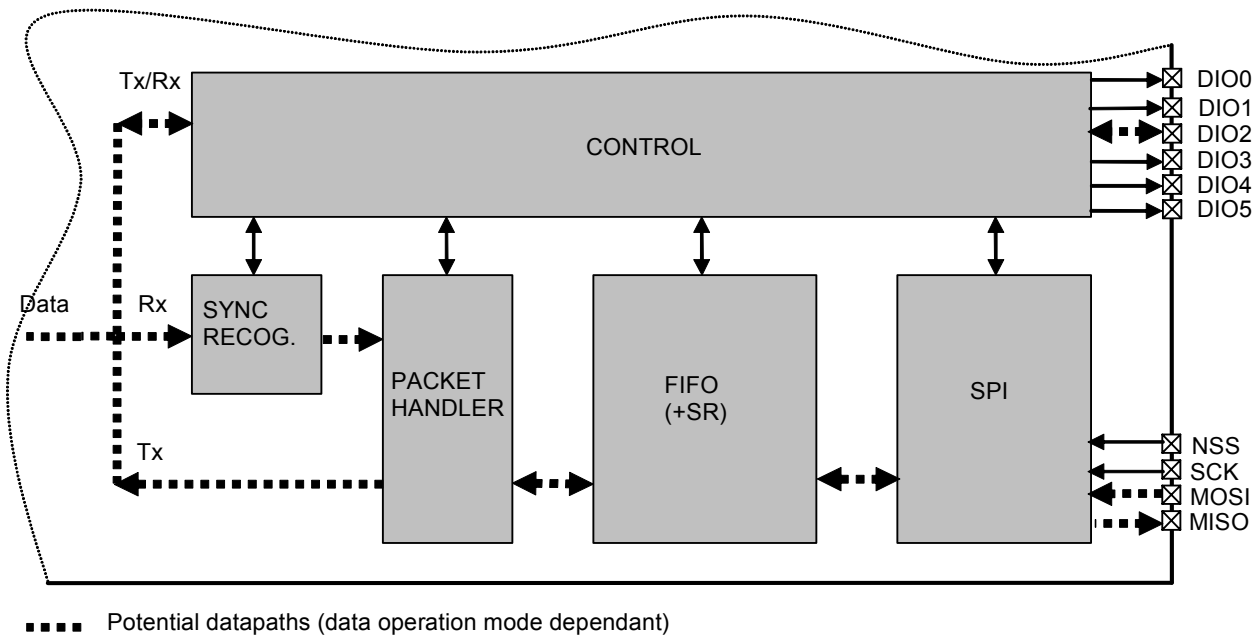 Tx/Rx
CONTROL
DIO0
DIO1
DIO2
DIO3
DIO4
DIO5
Data
Rx
SYNC
RECOG.
PACKET
HANDLER
FIFO
(+SR)
SPI
Tx
NSS
SCK
MOSI
MISO
Potential datapaths (data operation mode dependant)